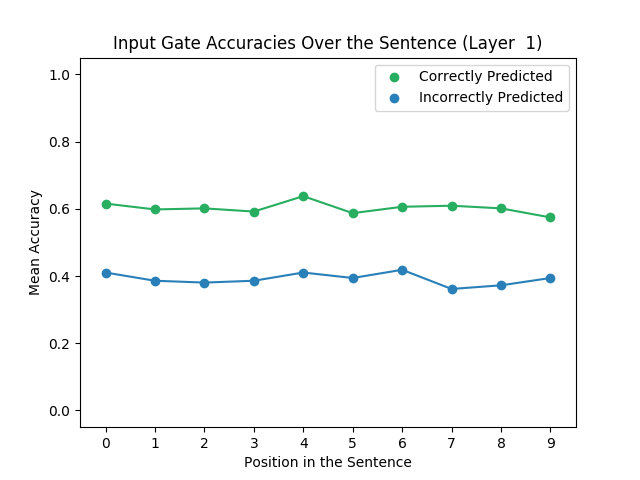 Input Gate Accuracies Over the Sentence (Layer  1)
1.0
Correctly Predicted
Incorrectly Predicted
0.8
0.6
0.4
0.2
0.0
Mean Accuracy
0 1 2 3 4 5 6 7 8 9
Position in the Sentence